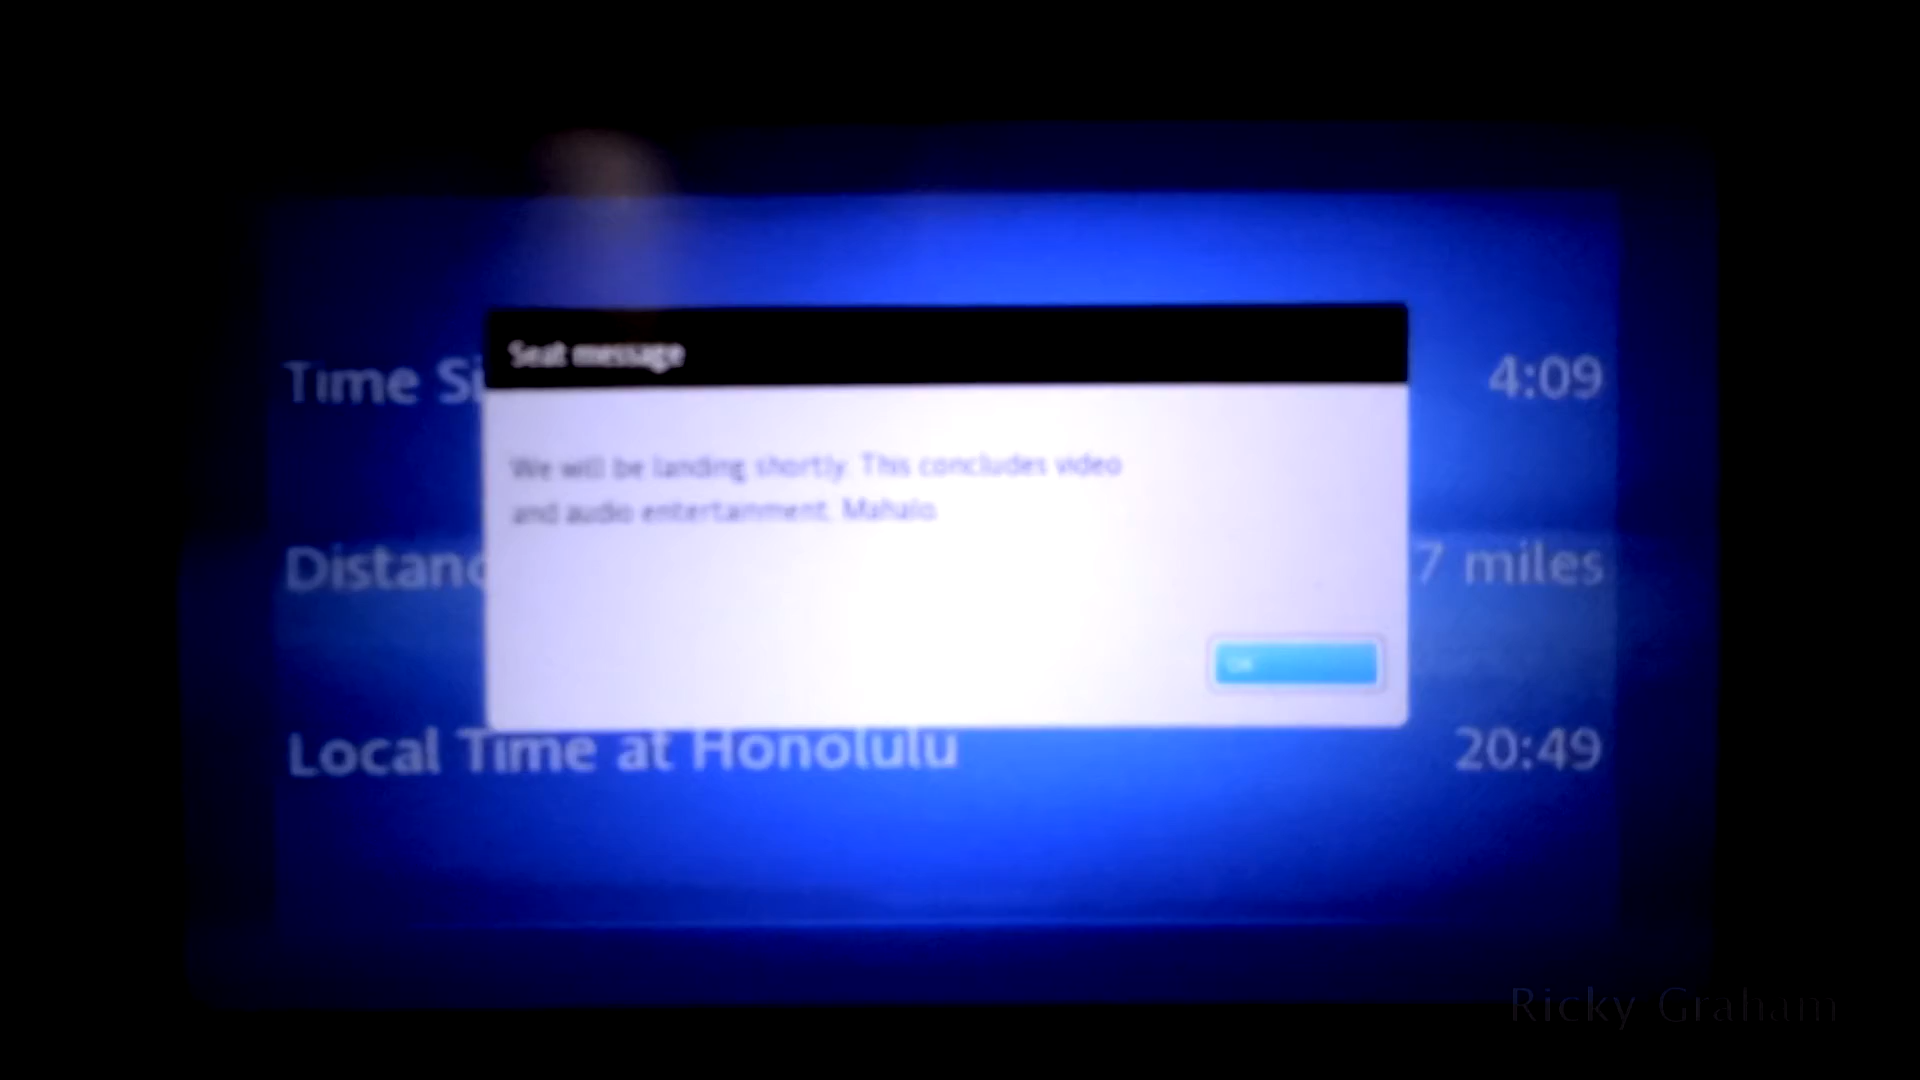 Seat message
Time Si 4:09
We will be landing shortly. This concludes video
and audio entertainment. Mahalo.
Distanc 7 miles
OK
Local Time at Honolulu 20:49
Ricky Graham